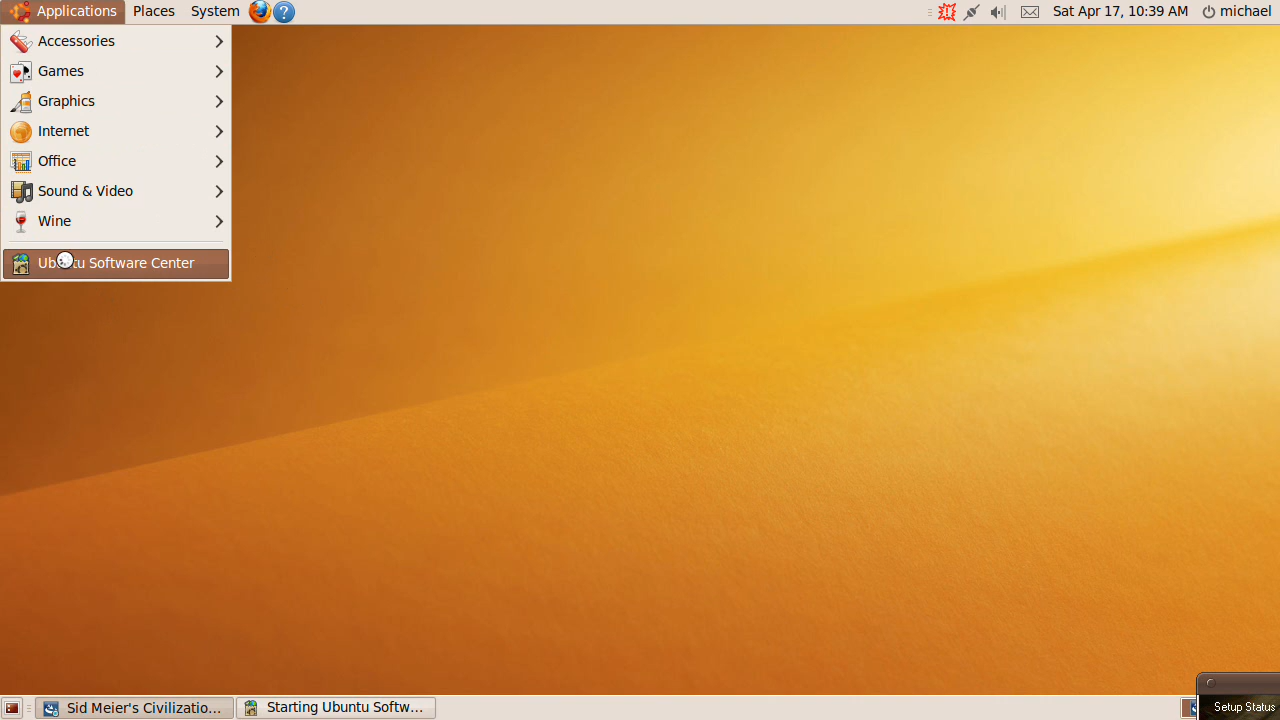 Applications Places System Sat Apr 17, 10:39 AM michael
Accessories
Games
Graphics
Internet
Office
Sound & Video
Wine
Ubuntu Software Center
Sid Meier's Civilizatio... Starting Ubuntu Softw... Setup Status